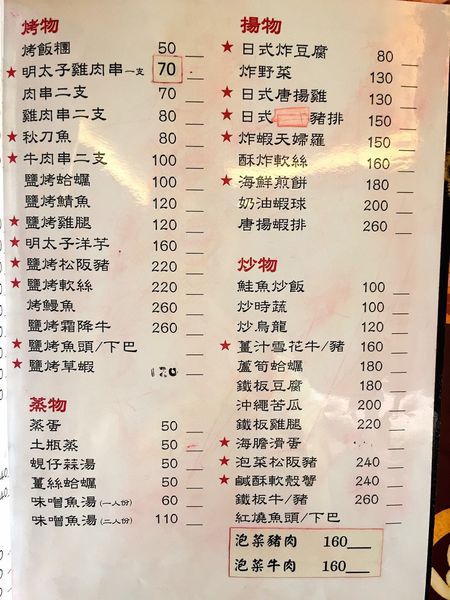 烤物
烤飯糰 50
★明太子雞肉串一支 70
肉串二支 70
雞肉串二支 80
★秋刀魚 80
★牛肉串二支 100
鹽烤蛤蠣 100
鹽烤鯖魚 120
★鹽烤雞腿 120
★明太子洋芋 160
★鹽烤松阪豬 220
★鹽烤軟絲 220
烤鰻魚 260
鹽烤霜降牛 260
★鹽烤魚頭/下巴
★鹽烤草蝦 120
蒸物
蒸蛋 50
土瓶蒸 50
蜆仔蒜湯 50
薑絲蛤蠣 50
味噌魚湯(一人份) 60
味噌魚湯(二人份) 110
揚物
★日式炸豆腐 80
炸野菜 130
★日式唐揚雞 130
★日式 豬排 150
★炸蝦天婦羅 150
酥炸軟絲 160
★海鮮煎餅 180
奶油蝦球 200
唐揚蝦排 260
炒物
鮭魚炒飯 100
炒時蔬 100
炒烏龍 120
★薑汁雪花牛/豬 160
蘆筍蛤蠣 180
鐵板豆腐 180
沖繩苦瓜 200
鐵板雞腿 220
★海膽滑蛋
★泡菜松阪豬 240
★鹹酥軟殼蟹 240
鐵板牛/豬 260
紅燒魚頭/下巴
泡菜豬肉 160
泡菜牛肉 160